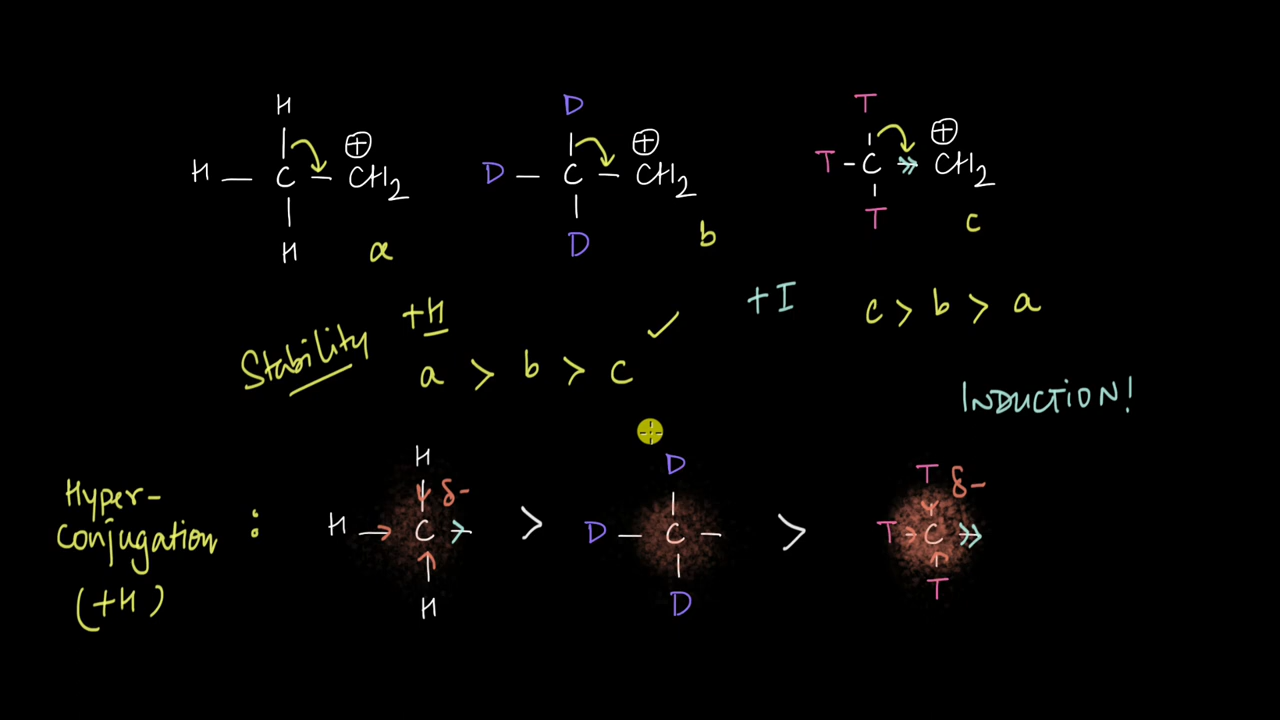 H
H — C — CH2 ⊕
H
a
D
D — C — CH2 ⊕
D
b
T
T - C CH2 ⊕
T
c
Stability
+H
a > b > c ✓
+I
c > b > a
INDUCTION!
Hyper-
conjugation :
(+H)
H
δ-
H C
H
>
D
D — C —
D
>
T
δ-
T C
T